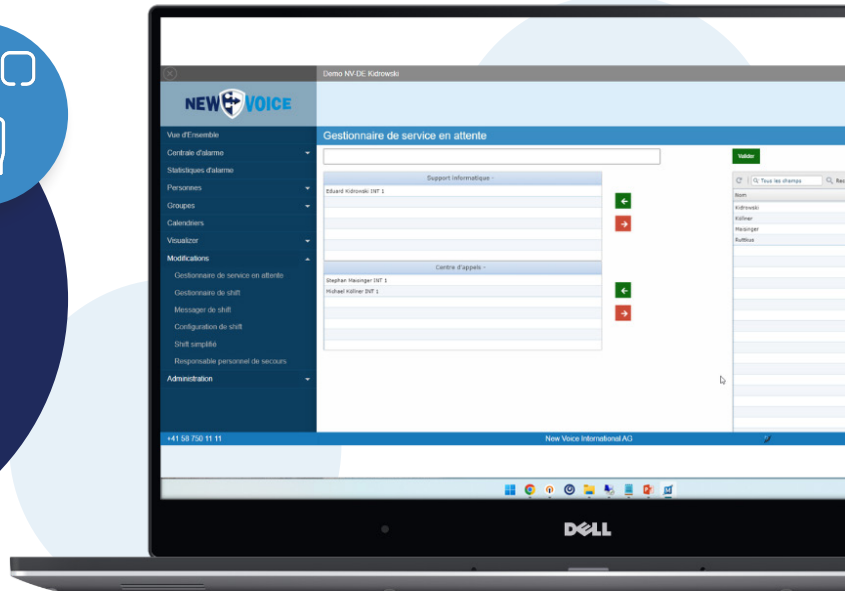 Demo NV-DE Kidrowski
NEW VOICE
Vue d'Ensemble
Centrale d'alarme
Statistiques d'alarme
Personnes
Groupes
Calendriers
Visualizer
Modifications
Gestionnaire de service en attente
Gestionnaire de shift
Messager de shift
Configuration de shift
Shift simplifié
Responsable personnel de secours
Administration
Gestionnaire de service en attente
Support informatique -
Eduard Kidrowski INT 1
Centre d'appels -
Stephan Meisinger INT 1
Michael Köllner INT 1
Valider
Tous les champs
Nom
Kidrowski
Köllner
Meisinger
Ruttkus
+41 58 750 11 11
New Voice International AG
DELL